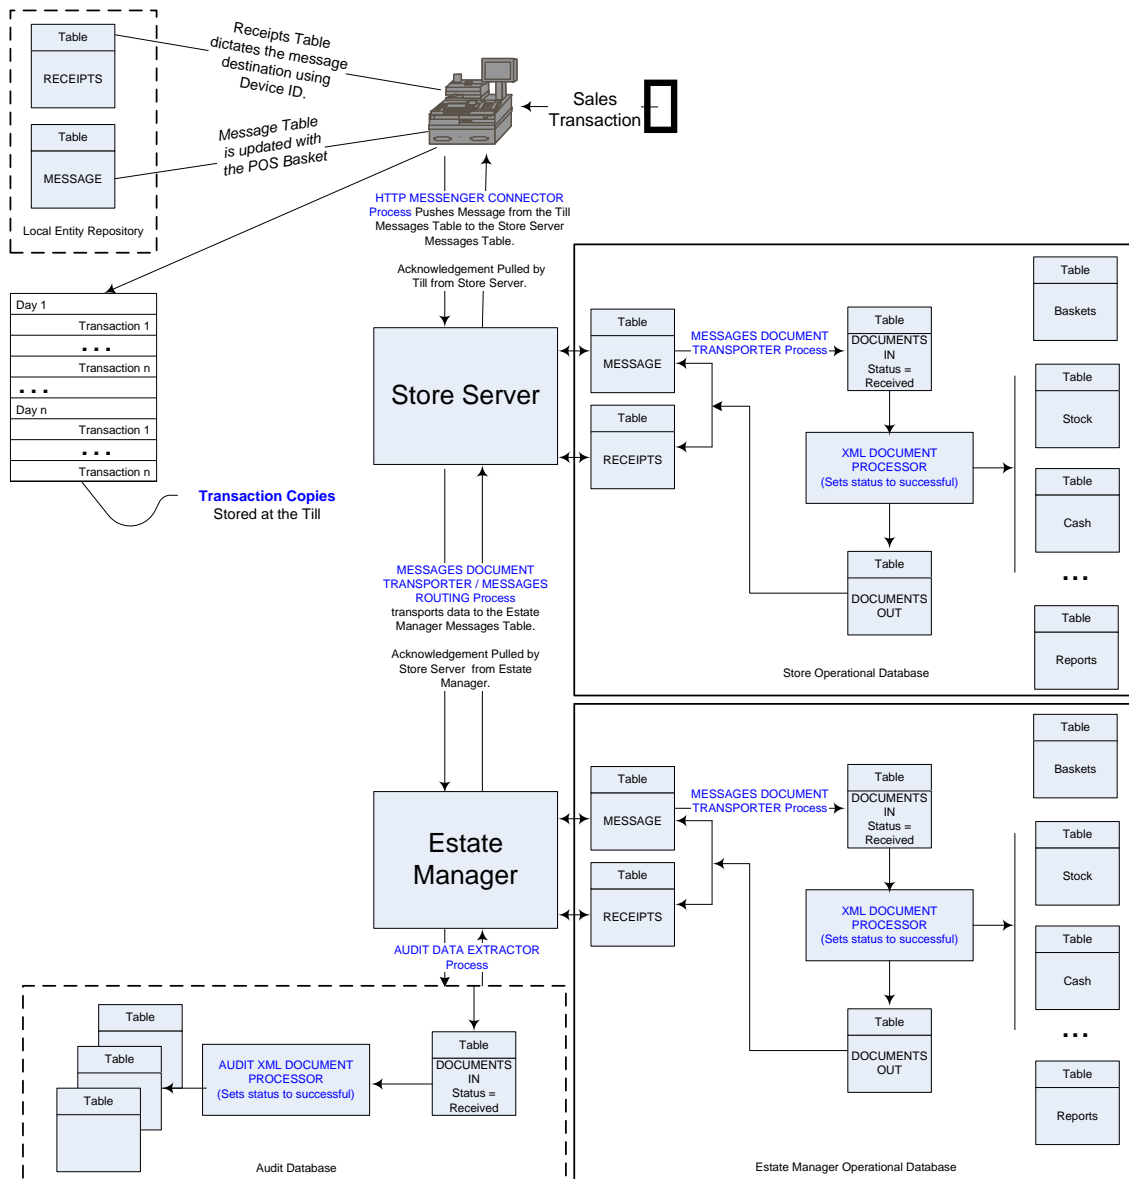 Table
RECEIPTS
Table
MESSAGE
Local Entity Repository
Receipts Table
dictates the message
destination using
Device ID.
Message Table
is updated with
the POS Basket
Sales
Transaction
HTTP MESSENGER CONNECTOR
Process Pushes Message from the Till
Messages Table to the Store Server
Messages Table.
Acknowledgement Pulled by
Till from Store Server.
Day 1
Transaction 1
...
Transaction n
...
Day n
Transaction 1
...
Transaction n
Transaction Copies
Stored at the Till
Store Server
Table
MESSAGE
Table
RECEIPTS
MESSAGES DOCUMENT
TRANSPORTER Process
Table
DOCUMENTS
IN
Status =
Received
XML DOCUMENT
PROCESSOR
(Sets status to successful)
Table
DOCUMENTS
OUT
Table
Baskets
Table
Stock
Table
Cash
...
Table
Reports
Store Operational Database
MESSAGES DOCUMENT
TRANSPORTER / MESSAGES
ROUTING Process
transports data to the Estate
Manager Messages Table.
Acknowledgement Pulled by
Store Server from Estate
Manager.
Estate
Manager
Table
MESSAGE
Table
RECEIPTS
MESSAGES DOCUMENT
TRANSPORTER Process
Table
DOCUMENTS
IN
Status =
Received
XML DOCUMENT
PROCESSOR
(Sets status to successful)
Table
DOCUMENTS
OUT
Table
Baskets
Table
Stock
Table
Cash
...
Table
Reports
Estate Manager Operational Database
AUDIT DATA EXTRACTOR
Process
Table
DOCUMENTS
IN
Status =
Received
AUDIT XML DOCUMENT
PROCESSOR
(Sets status to successful)
Table
Table
Table
Audit Database